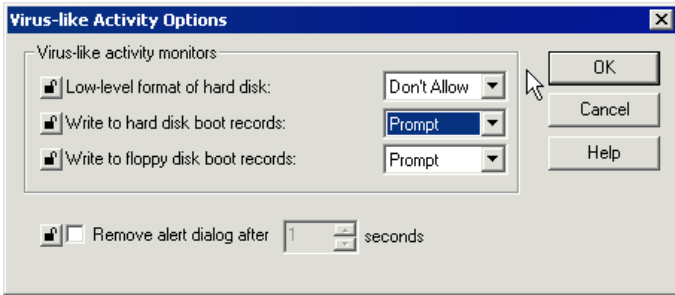 Virus-like Activity Options
Virus-like activity monitors
Low-level format of hard disk: Don't Allow
Write to hard disk boot records: Prompt
Write to floppy disk boot records: Prompt
Remove alert dialog after 1 seconds
OK
Cancel
Help